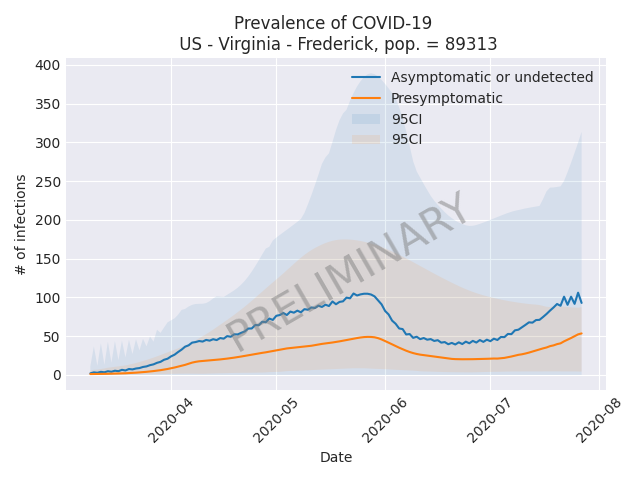 Prevalence of COVID-19
US - Virginia - Frederick, pop. = 89313
400
350
300
250
200
150
100
50
0
# of infections
Asymptomatic or undetected
Presymptomatic
95CI
95CI
PRELIMINARY
2020-04
2020-05
2020-06
2020-07
2020-08
Date